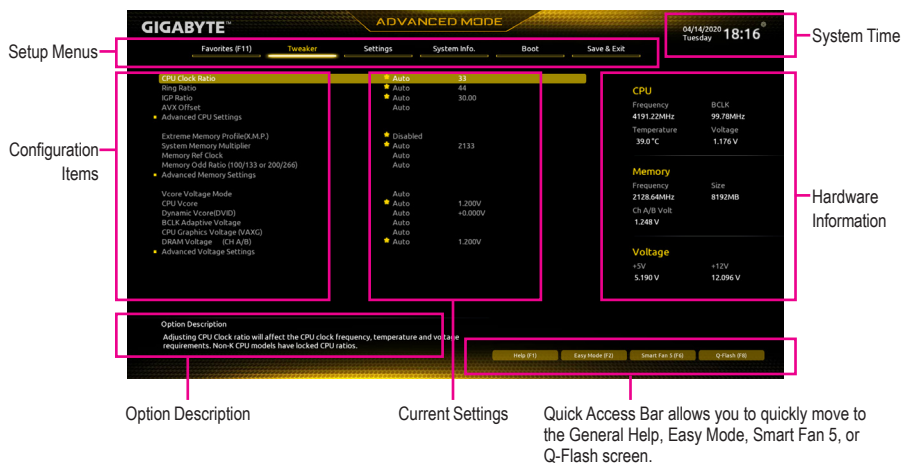 GIGABYTE™
ADVANCED MODE
04/14/2020
Tuesday
18:16
System Time
Setup Menus
Favorites (F11) Tweaker Settings System Info. Boot Save & Exit
CPU Clock Ratio Auto 33
Ring Ratio Auto 44
IGP Ratio Auto 30.00
AVX Offset Auto
Advanced CPU Settings
Extreme Memory Profile(X.M.P.) Disabled
System Memory Multiplier Auto 2133
Memory Ref Clock Auto
Memory Odd Ratio (100/133 or 200/266) Auto
Advanced Memory Settings
Vcore Voltage Mode Auto
CPU Vcore Auto 1.200V
Dynamic Vcore(DVID) Auto +0.000V
BCLK Adaptive Voltage Auto
CPU Graphics Voltage (VAXG) Auto
DRAM Voltage (CH A/B) Auto 1.200V
Advanced Voltage Settings
Configuration
Items
CPU
Frequency BCLK
4191.22MHz 99.78MHz
Temperature Voltage
39.0 °C 1.176 V
Memory
Frequency Size
2128.64MHz 8192MB
Ch A/B Volt
1.248 V
Voltage
+5V +12V
5.190 V 12.096 V
Hardware
Information
Option Description
Adjusting CPU Clock ratio will affect the CPU clock frequency, temperature and voltage
requirements. Non-K CPU models have locked CPU ratios.
Help (F1) Easy Mode (F2) Smart Fan 5 (F6) Q-Flash (F8)
Option Description
Current Settings
Quick Access Bar allows you to quickly move to
the General Help, Easy Mode, Smart Fan 5, or
Q-Flash screen.